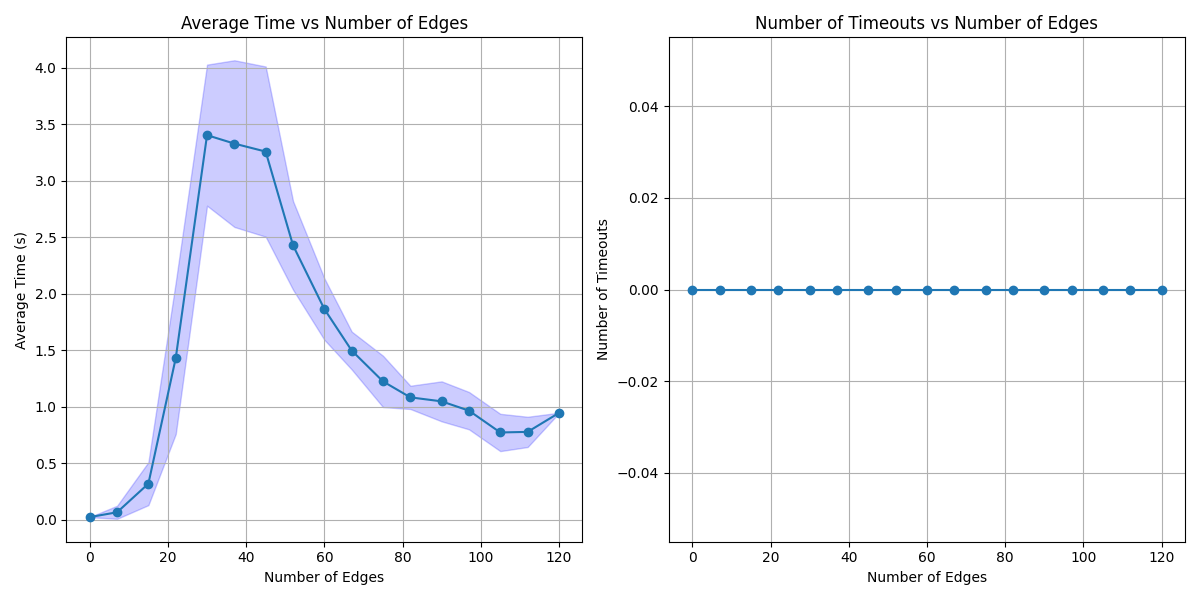 Average Time vs Number of Edges
Average Time (s)
4.0
3.5
3.0
2.5
2.0
1.5
1.0
0.5
0.0
0 20 40 60 80 100 120
Number of Edges
Number of Timeouts vs Number of Edges
Number of Timeouts
0.04
0.02
0.00
−0.02
−0.04
0 20 40 60 80 100 120
Number of Edges